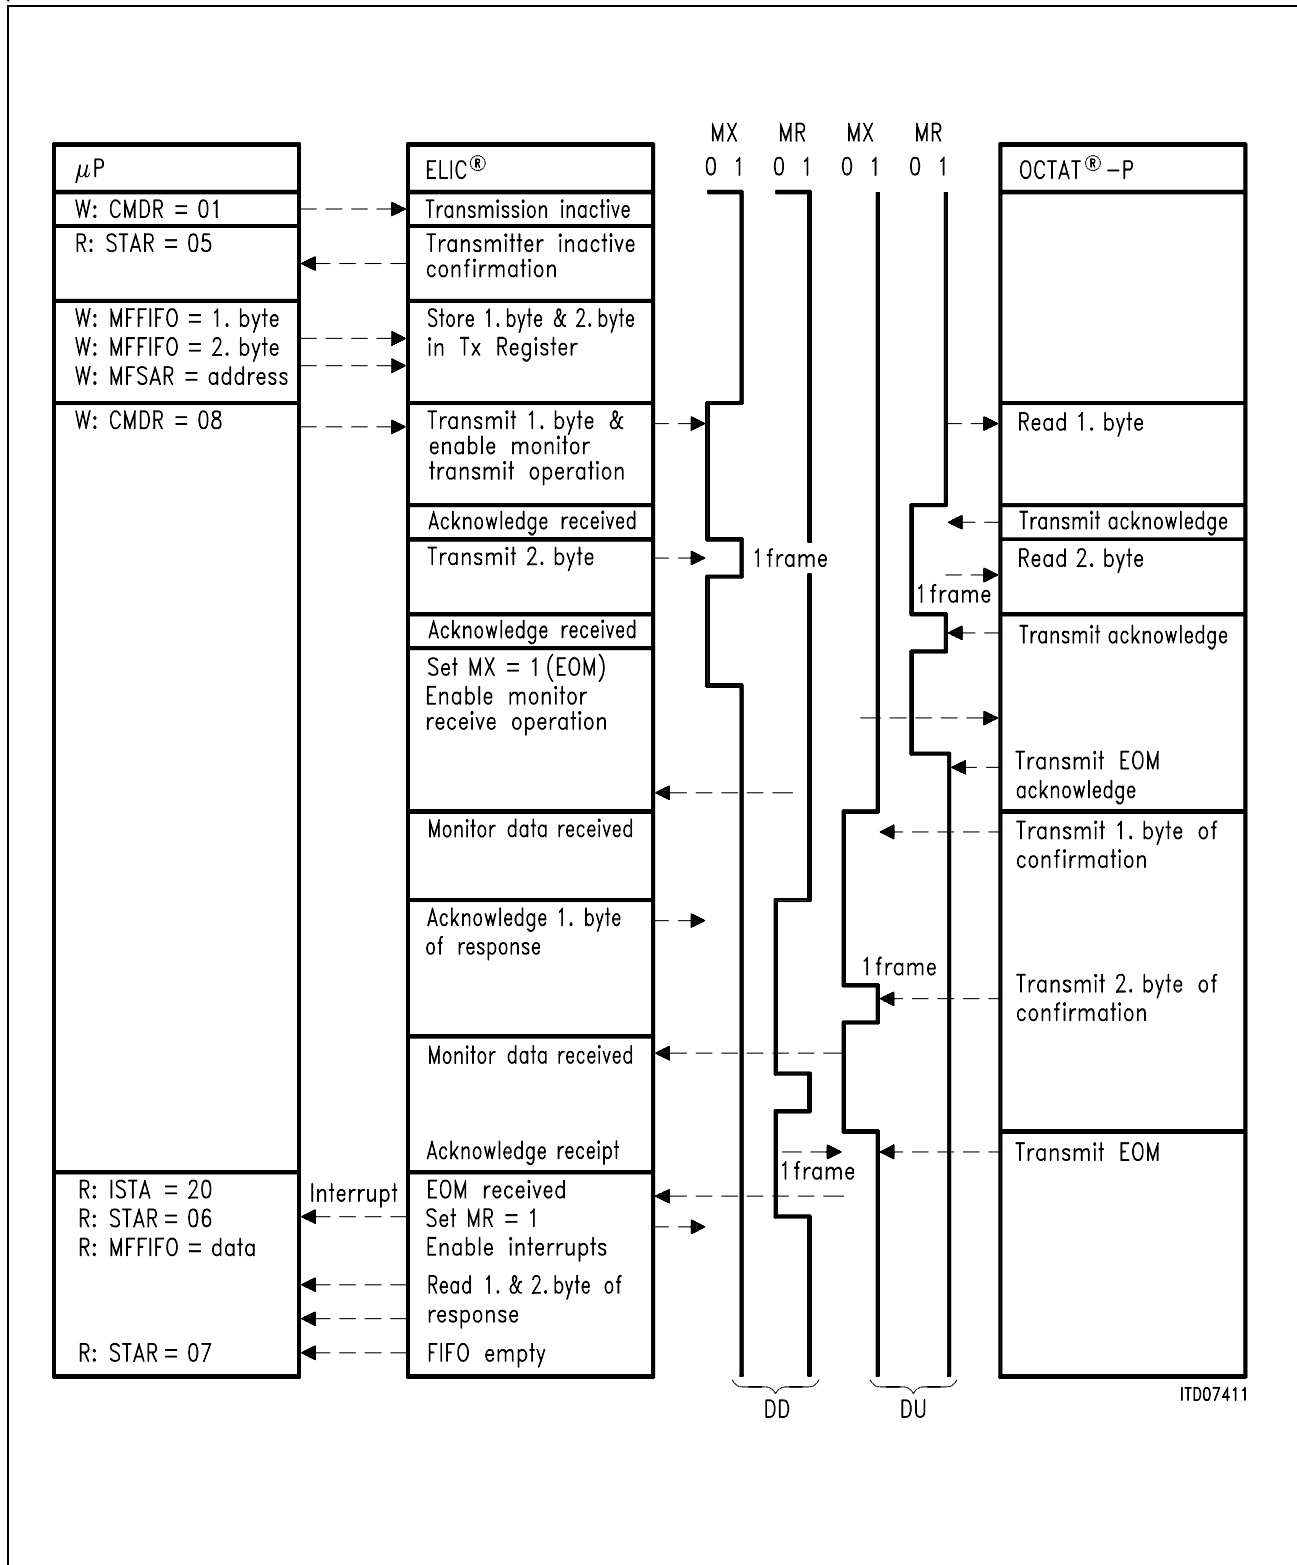 MX MR MX MR
0 1 0 1 0 1 0 1
μP
W: CMDR = 01
R: STAR = 05
W: MFFIFO = 1. byte
W: MFFIFO = 2. byte
W: MFSAR = address
W: CMDR = 08
R: ISTA = 20
R: STAR = 06
R: MFFIFO = data
R: STAR = 07
Interrupt
ELIC®
Transmission inactive
Transmitter inactive
confirmation
Store 1. byte & 2. byte
in Tx Register
Transmit 1. byte &
enable monitor
transmit operation
Acknowledge received
Transmit 2. byte
Acknowledge received
Set MX = 1 (EOM)
Enable monitor
receive operation
Monitor data received
Acknowledge 1. byte
of response
Monitor data received
Acknowledge receipt
EOM received
Set MR = 1
Enable interrupts
Read 1. & 2. byte of
response
FIFO empty
1 frame
1 frame
1 frame
1 frame
DD
DU
OCTAT®-P
Read 1. byte
Transmit acknowledge
Read 2. byte
Transmit acknowledge
Transmit EOM
acknowledge
Transmit 1. byte of
confirmation
Transmit 2. byte of
confirmation
Transmit EOM
ITD07411